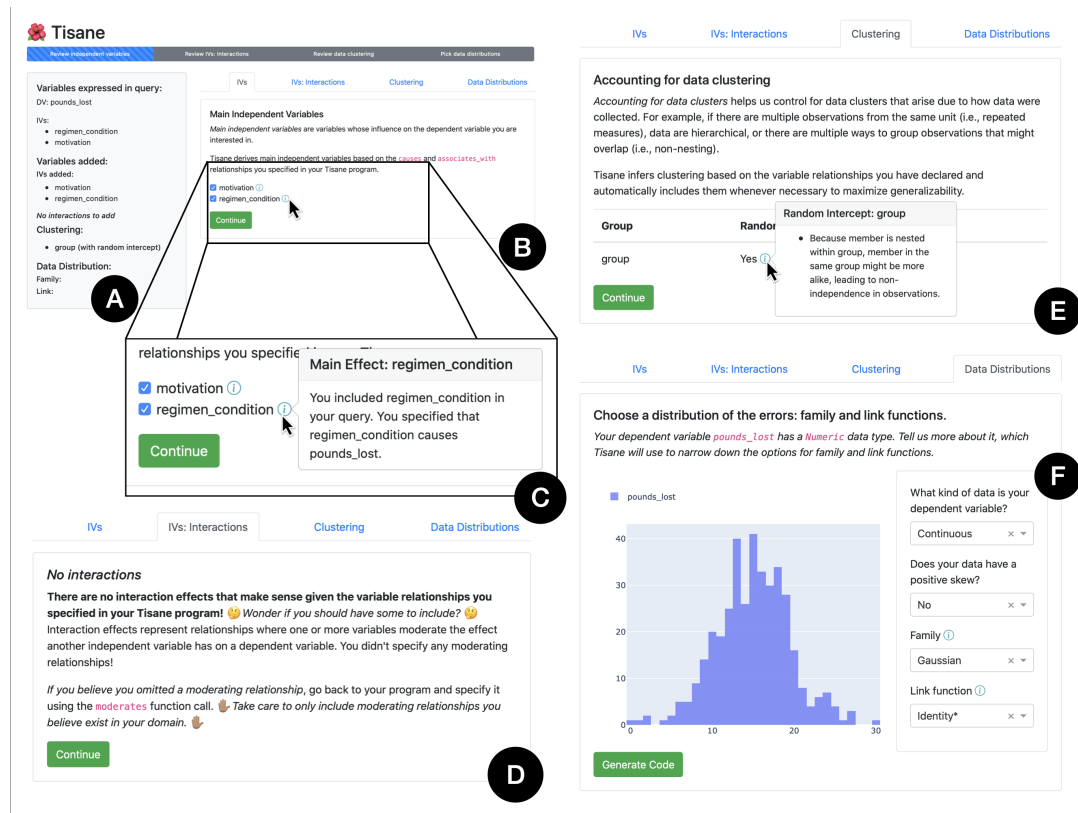 🌺 Tisane
Review independent variables
Review IVs: Interactions
Review data clustering
Pick data distributions
Variables expressed in query:
DV: pounds_lost
IVs:
• regimen_condition
• motivation
Variables added:
IVs added:
• motivation
• regimen_condition
No interactions to add
Clustering:
• group (with random intercept)
Data Distribution:
Family:
Link:
A
IVs
IVs: Interactions
Clustering
Data Distributions
Main Independent Variables
Main independent variables are variables whose influence on the dependent variable you are
interested in.
Tisane derives main independent variables based on the causes and associates_with
relationships you specified in your Tisane program.
motivation
regimen_condition
Continue
B
relationships you specifie
motivation
regimen_condition
Continue
Main Effect: regimen_condition
You included regimen_condition in
your query. You specified that
regimen_condition causes
pounds_lost.
C
IVs
IVs: Interactions
Clustering
Data Distributions
No interactions
There are no interaction effects that make sense given the variable relationships you
specified in your Tisane program! 🤔 Wonder if you should have some to include? 🤔
Interaction effects represent relationships where one or more variables moderate the effect
another independent variable has on a dependent variable. You didn't specify any moderating
relationships!
If you believe you omitted a moderating relationship, go back to your program and specify it
using the moderates function call. 🖐🏽 Take care to only include moderating relationships you
believe exist in your domain. 🖐🏽
Continue
D
IVs
IVs: Interactions
Clustering
Data Distributions
Accounting for data clustering
Accounting for data clusters helps us control for data clusters that arise due to how data were
collected. For example, if there are multiple observations from the same unit (i.e., repeated
measures), data are hierarchical, or there are multiple ways to group observations that might
overlap (i.e., non-nesting).
Tisane infers clustering based on the variable relationships you have declared and
automatically includes them whenever necessary to maximize generalizability.
Group
Rando
group
Yes
Random Intercept: group
• Because member is nested
within group, member in the
same group might be more
alike, leading to non-
independence in observations.
Continue
E
IVs
IVs: Interactions
Clustering
Data Distributions
Choose a distribution of the errors: family and link functions.
Your dependent variable pounds_lost has a Numeric data type. Tell us more about it, which
Tisane will use to narrow down the options for family and link functions.
pounds_lost
40
30
20
10
0
0
10
20
30
What kind of data is your
dependent variable?
Continuous
Does your data have a
positive skew?
No
Family
Gaussian
Link function
Identity*
Generate Code
F